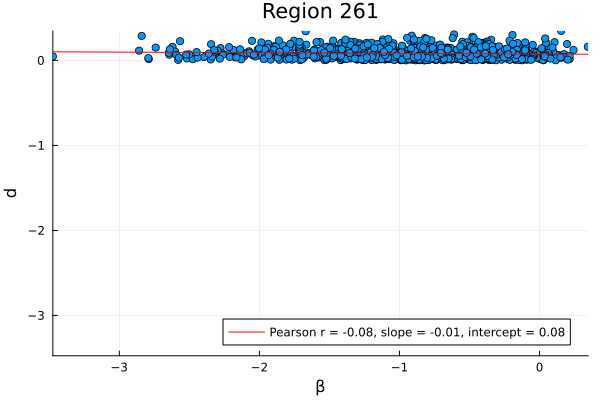 Region 261
0
−1
−2
−3
d
Pearson r = -0.08, slope = -0.01, intercept = 0.08
−3
−2
−1
0
β